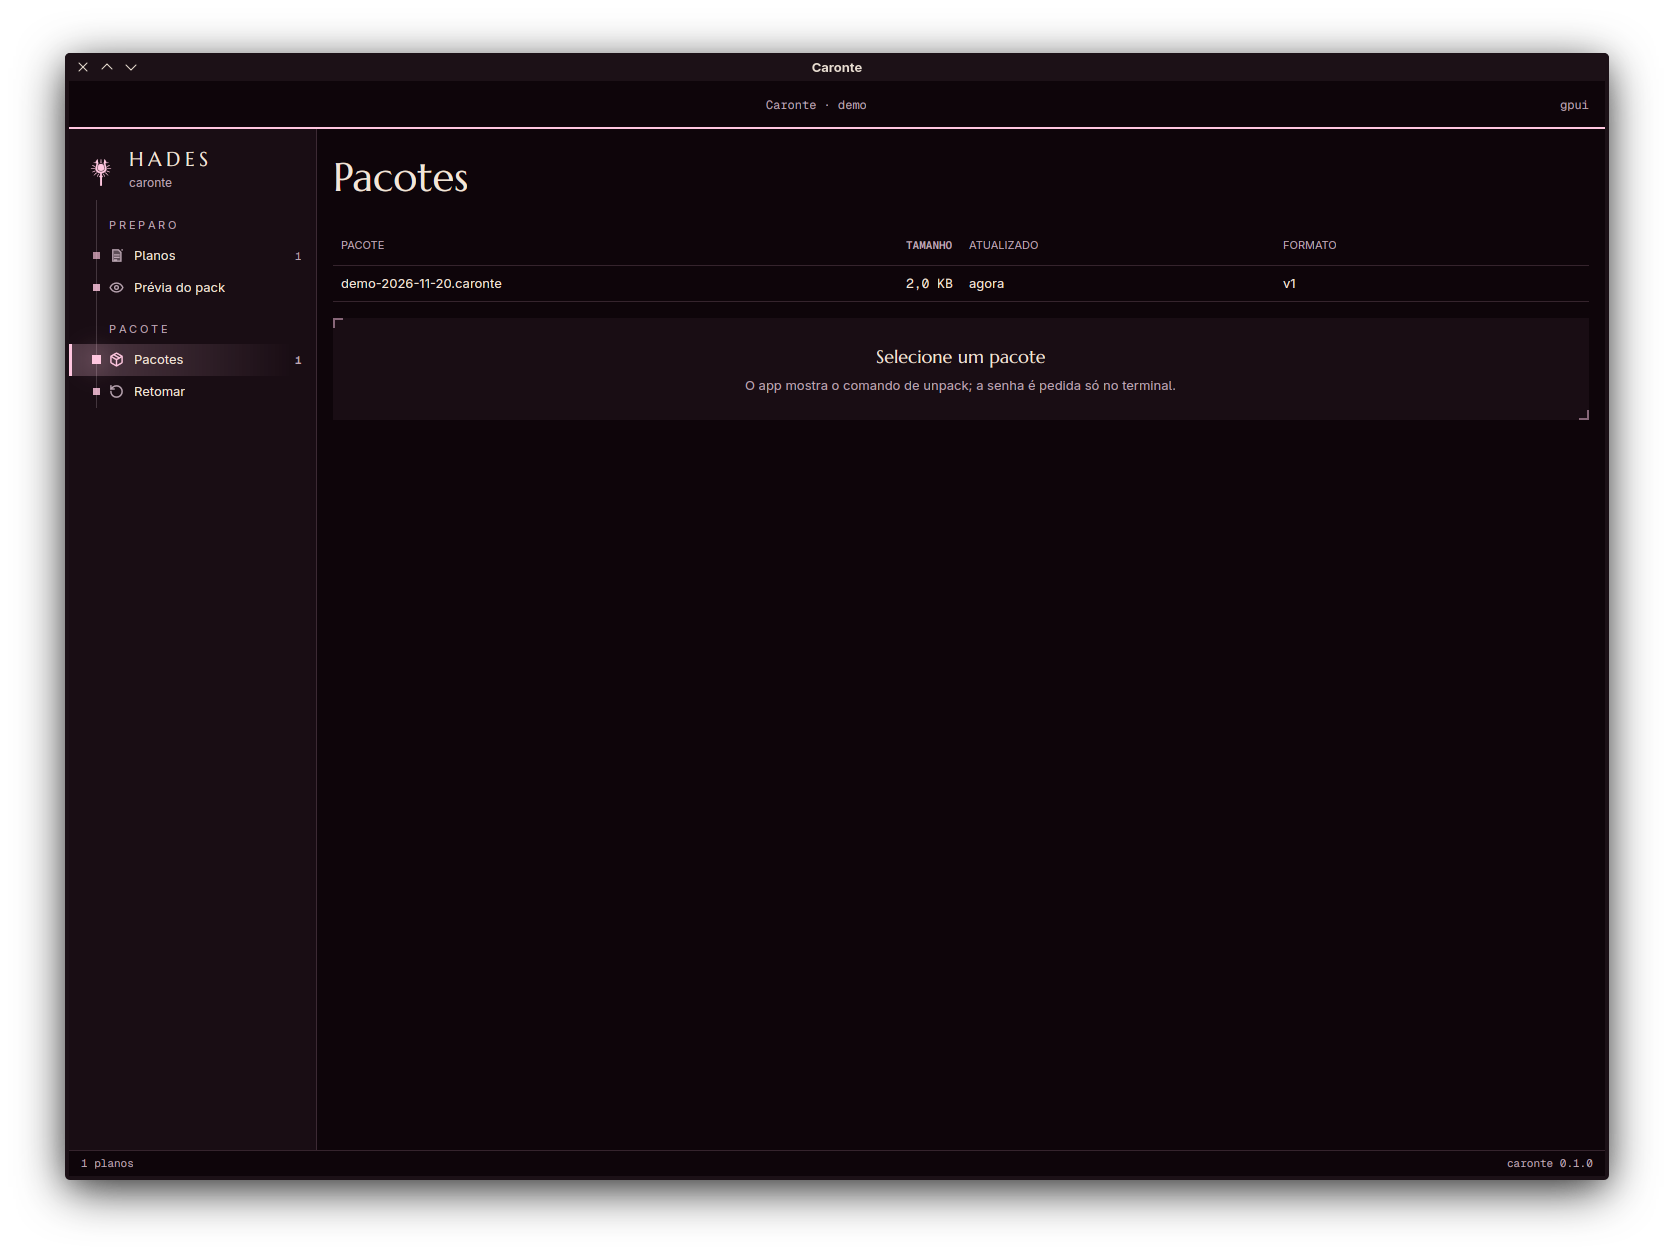 Caronte
Caronte · demo
gpui
HADES
caronte
PREPARO
Planos 1
Prévia do pack
PACOTE
Pacotes 1
Retomar
Pacotes
PACOTE TAMANHO ATUALIZADO FORMATO
demo-2026-11-20.caronte 2,0 KB agora v1
Selecione um pacote
O app mostra o comando de unpack; a senha é pedida só no terminal.
1 planos
caronte 0.1.0